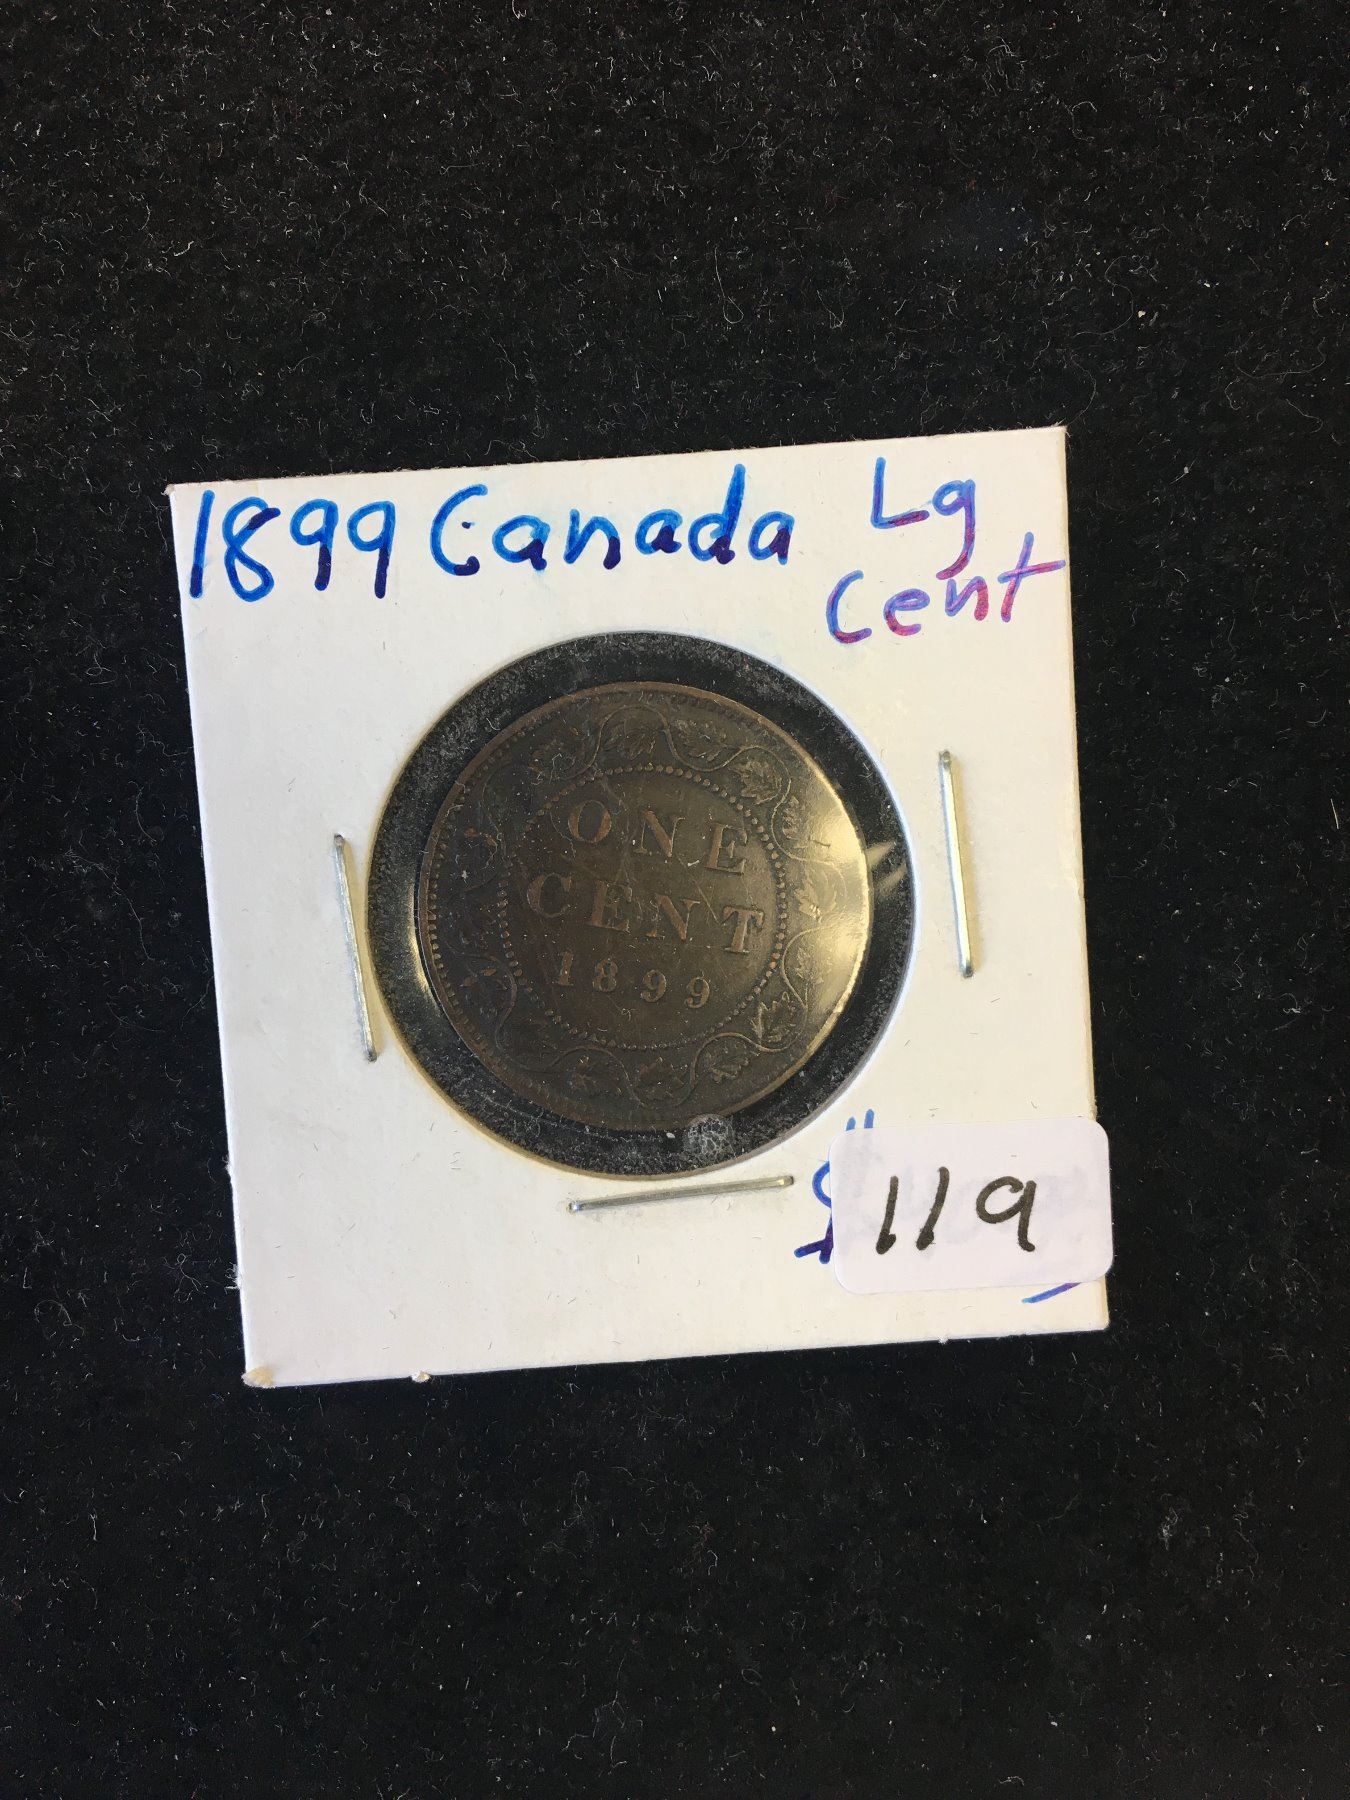 1899 Canada Lg
Cent
ONE
CENT
1899
$
119